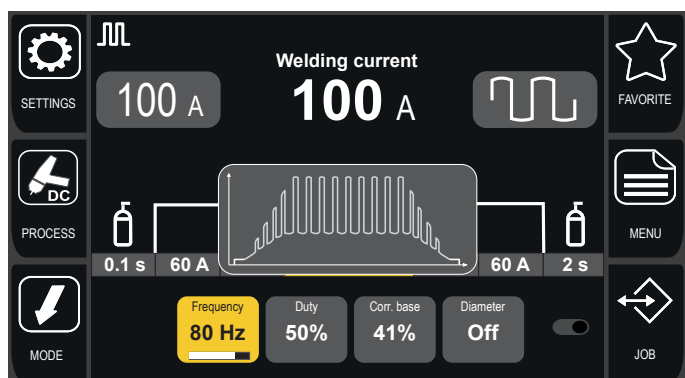 SETTINGS
Welding current
FAVORITE
100 A
100 A
DC
PROCESS
MENU
0.1 s
60 A
60 A
2 s
Frequency
80 Hz
Duty
50%
Corr. base
41%
Diameter
Off
MODE
JOB